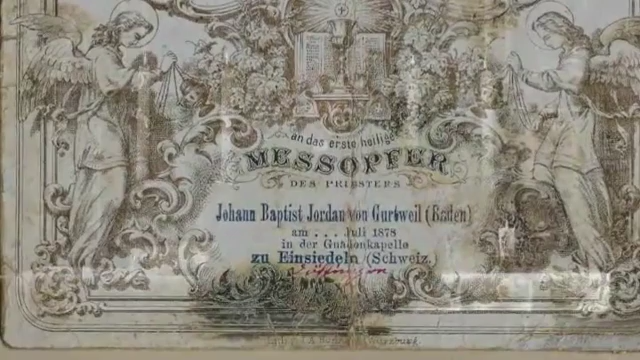 an das erste heilige
MESSOPFER
DES PRIESTERS
Johann Baptist Jordan von Gurtweil (Baden)
am ... Juli 1878
in der Gnadenkapelle
zu Einsiedeln (Schweiz.)